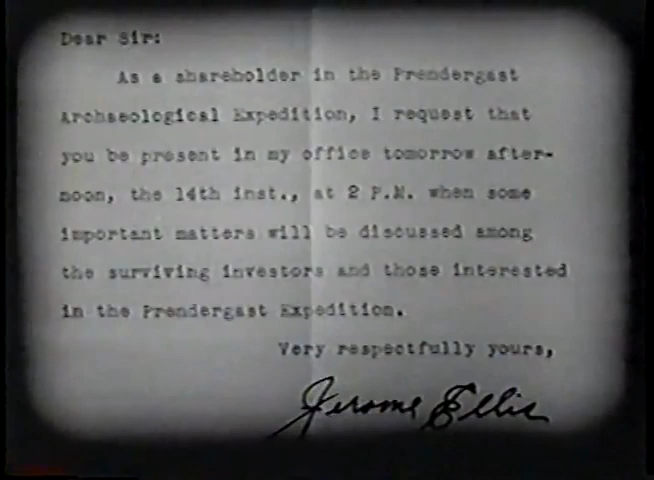 Dear Sir:
As a shareholder in the Prendergast
Archaeological Expedition, I request that
you be present in my office tomorrow after-
noon, the 14th inst., at 2 P.M. when some
important matters will be discussed among
the surviving investors and those interested
in the Prendergast Expedition.
Very respectfully yours,
Jerome Ellis